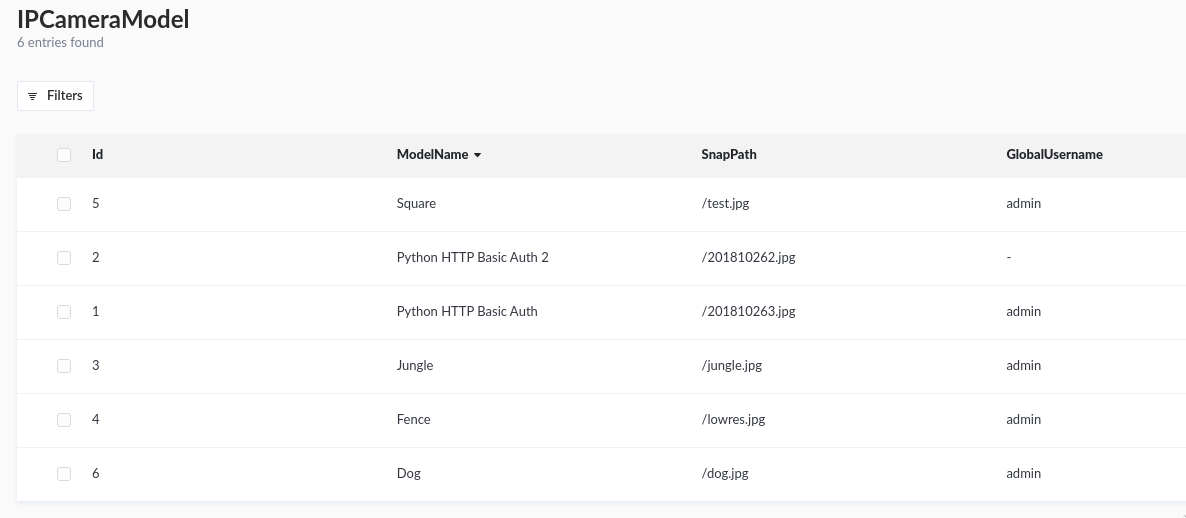 IPCameraModel
6 entries found
Filters
Id ModelName SnapPath GlobalUsername
5 Square /test.jpg admin
2 Python HTTP Basic Auth 2 /201810262.jpg -
1 Python HTTP Basic Auth /201810263.jpg admin
3 Jungle /jungle.jpg admin
4 Fence /lowres.jpg admin
6 Dog /dog.jpg admin